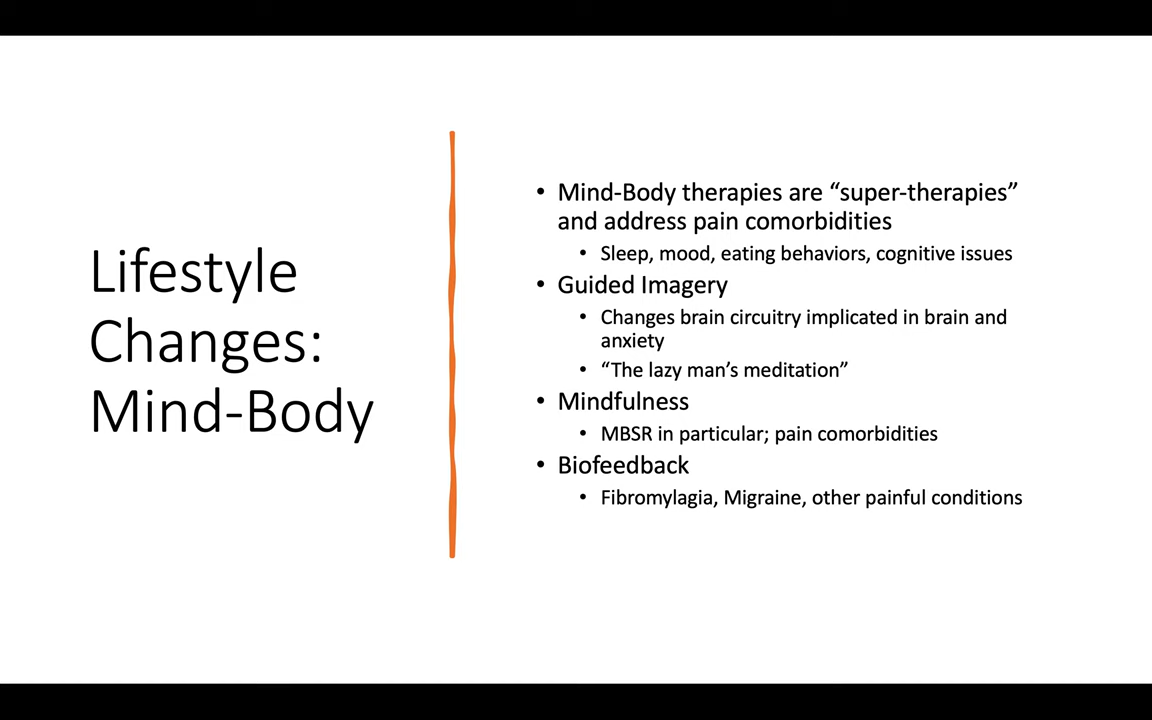 Lifestyle
Changes:
Mind-Body
• Mind-Body therapies are “super-therapies”
and address pain comorbidities
• Sleep, mood, eating behaviors, cognitive issues
• Guided Imagery
• Changes brain circuitry implicated in brain and
anxiety
• “The lazy man’s meditation”
• Mindfulness
• MBSR in particular; pain comorbidities
• Biofeedback
• Fibromylagia, Migraine, other painful conditions